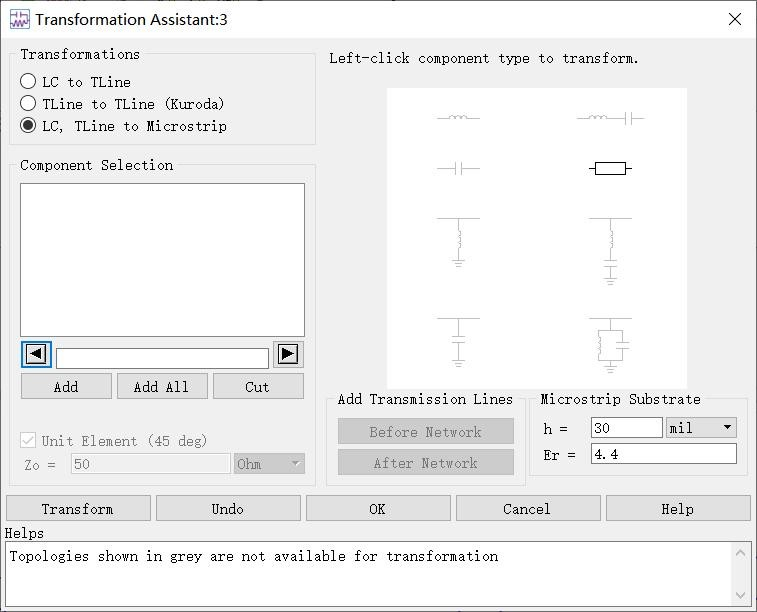 Transformation Assistant:3
Transformations
LC to TLine
TLine to TLine (Kuroda)
LC, TLine to Microstrip
Component Selection
Add
Add All
Cut
Unit Element (45 deg)
Zo = 50 Ohm
Left-click component type to transform.
Add Transmission Lines
Before Network
After Network
Microstrip Substrate
h = 30 mil
Er = 4.4
Transform
Undo
OK
Cancel
Help
Helps
Topologies shown in grey are not available for transformation